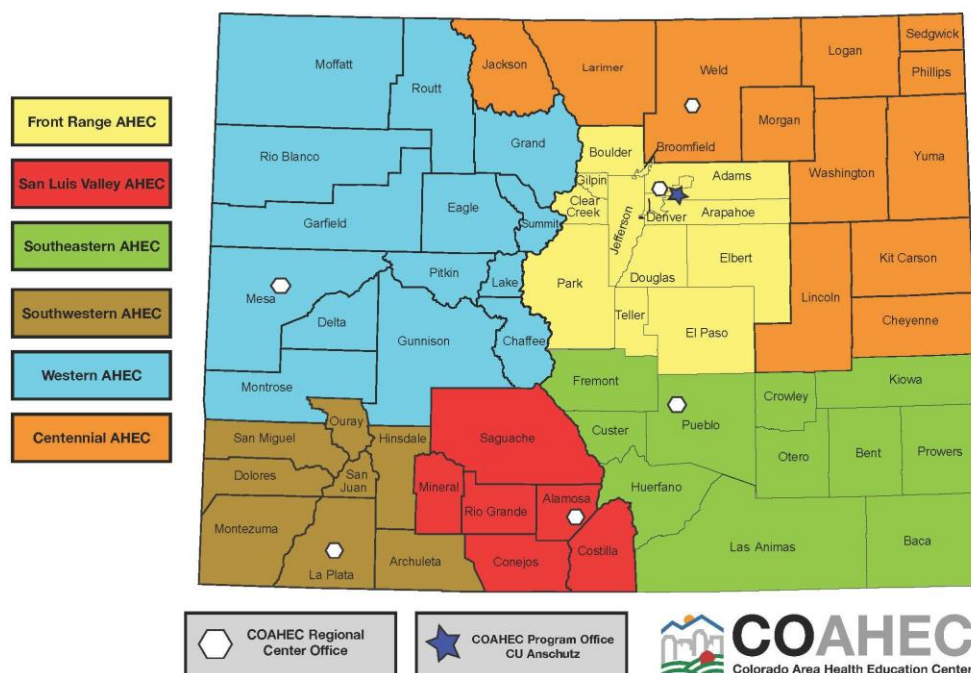 Front Range AHEC
San Luis Valley AHEC
Southeastern AHEC
Southwestern AHEC
Western AHEC
Centennial AHEC
Moffatt
Routt
Jackson
Larimer
Weld
Logan
Sedgwick
Phillips
Morgan
Rio Blanco
Grand
Boulder
Broomfield
Washington
Yuma
Gilpin
Adams
Clear
Creek
Garfield
Eagle
Summit
Jefferson
Denver
Arapahoe
Mesa
Pitkin
Lake
Park
Douglas
Elbert
Kit Carson
Lincoln
Delta
Gunnison
Chaffee
Teller
El Paso
Cheyenne
Montrose
Fremont
Crowley
Kiowa
Ouray
San Miguel
Hinsdale
Saguache
Custer
Pueblo
Otero
Bent
Prowers
Dolores
San
Juan
Mineral
Rio Grande
Alamosa
Huerfano
Montezuma
La Plata
Archuleta
Conejos
Costilla
Las Animas
Baca
COAHEC Regional
Center Office
COAHEC Program Office
CU Anschutz
COAHEC
Colorado Area Health Education Center